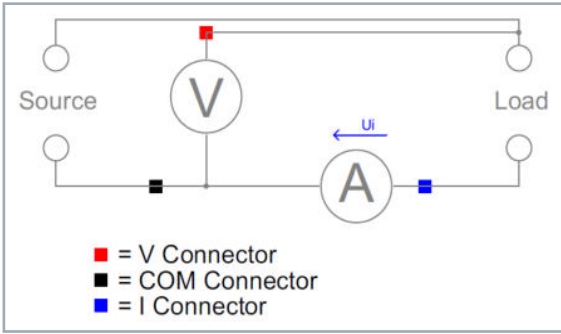 V
Source
Load
Ui
A
= V Connector
= COM Connector
= I Connector